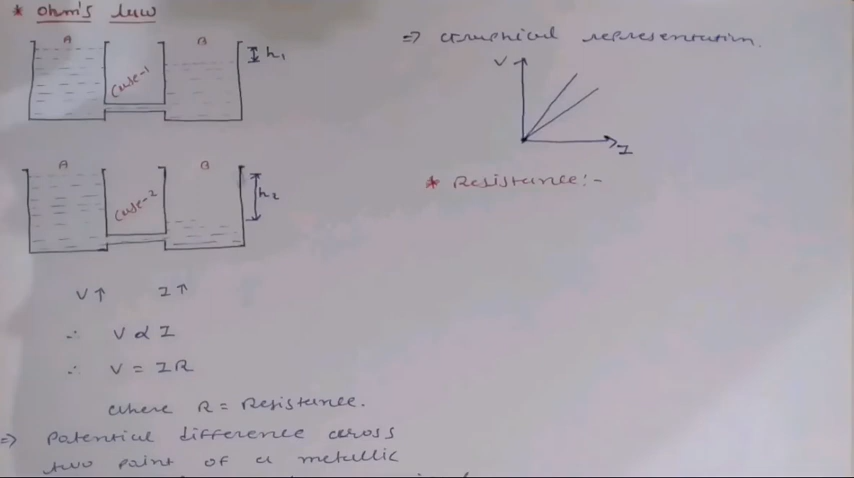 * Ohm's law
A B
Case-1 h1
A B
Case-2 h2
V↑ I↑
∴ V α I
∴ V = IR
where R = Resistance.
⇒ Potential difference across
two point of a metallic
⇒ Graphical representation.
V
I
* Resistance:-